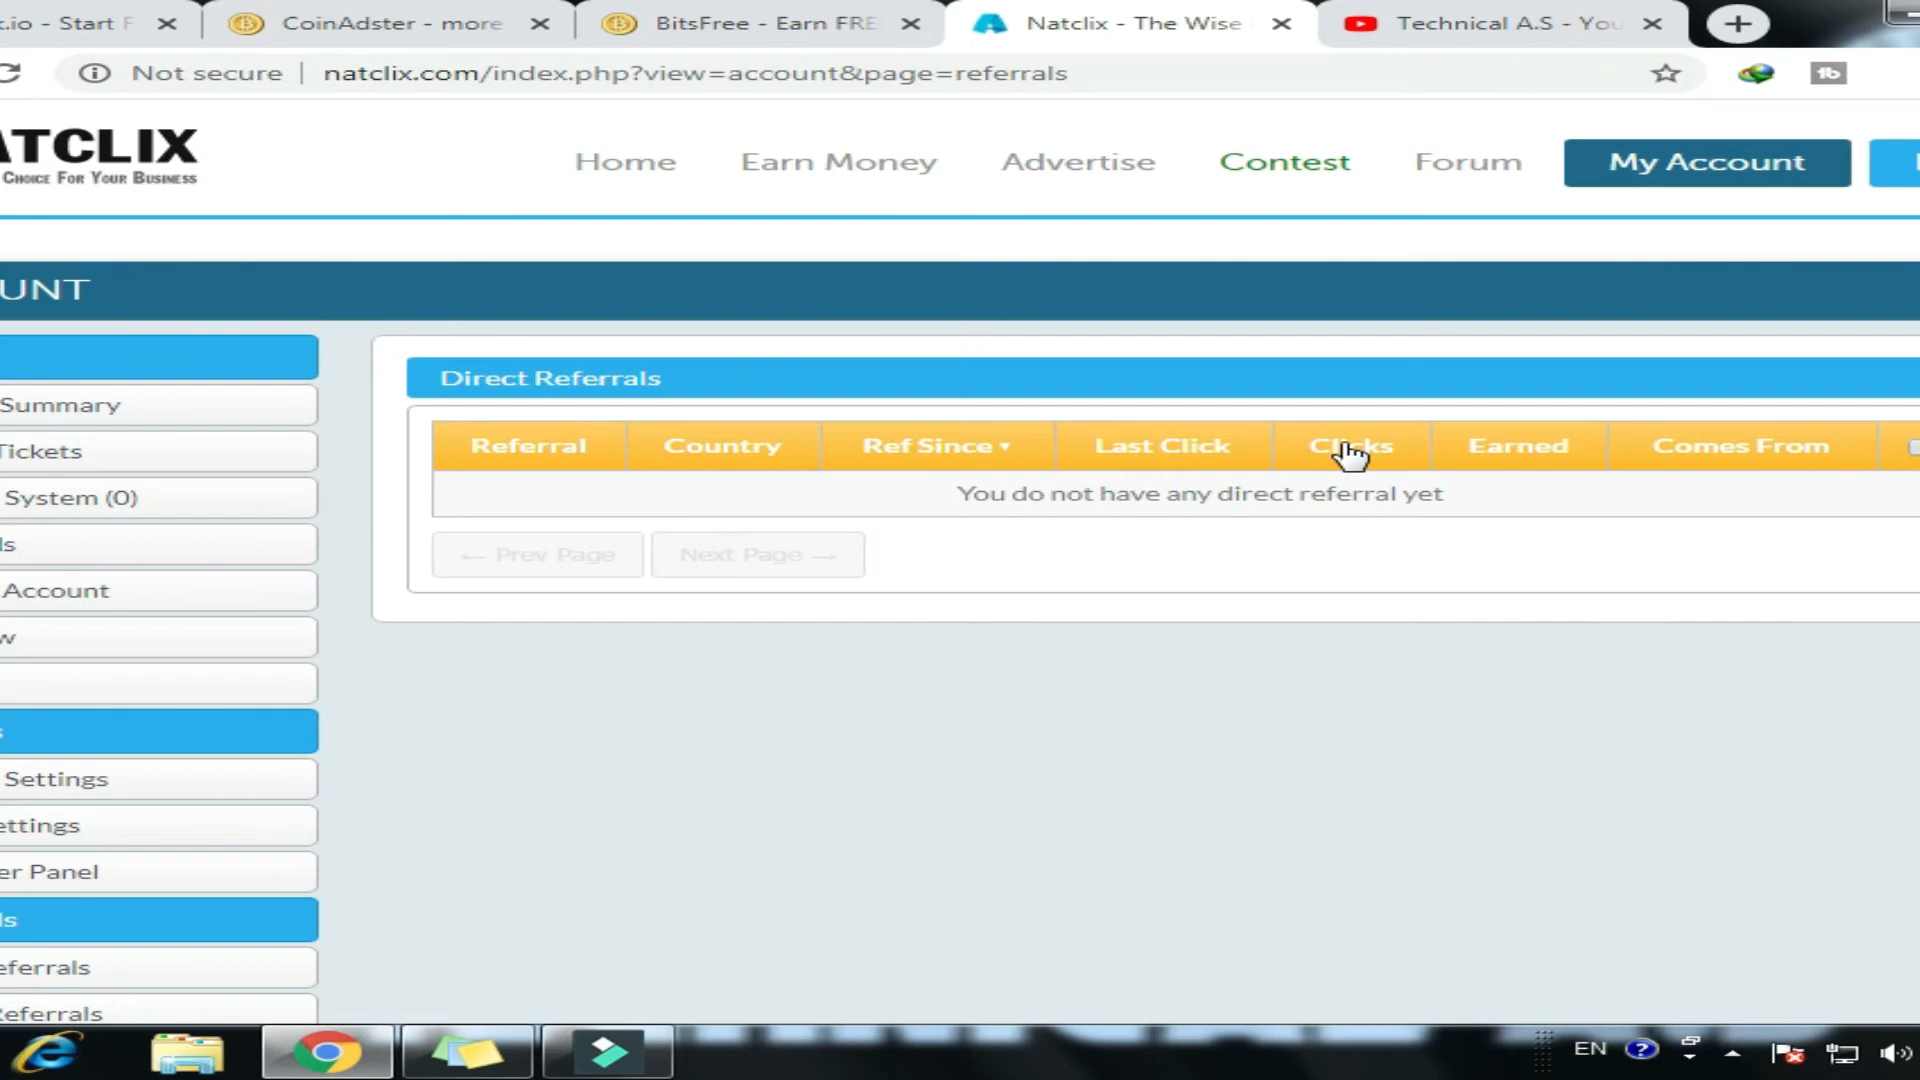 t.io - Start F
CoinAdster - more
BitsFree - Earn FRE
Natclix - The Wise
Technical A.S - You
Not secure | natclix.com/index.php?view=account&page=referrals
ATCLIX
CHOICE FOR YOUR BUSINESS
Home
Earn Money
Advertise
Contest
Forum
My Account
UNT
Summary
Tickets
System (0)
ls
Account
w
s
Settings
ettings
er Panel
ls
eferrals
Referrals
Direct Referrals
Referral Country Ref Since ▾ Last Click Clicks Earned Comes From
You do not have any direct referral yet
← Prev Page
Next Page →
EN